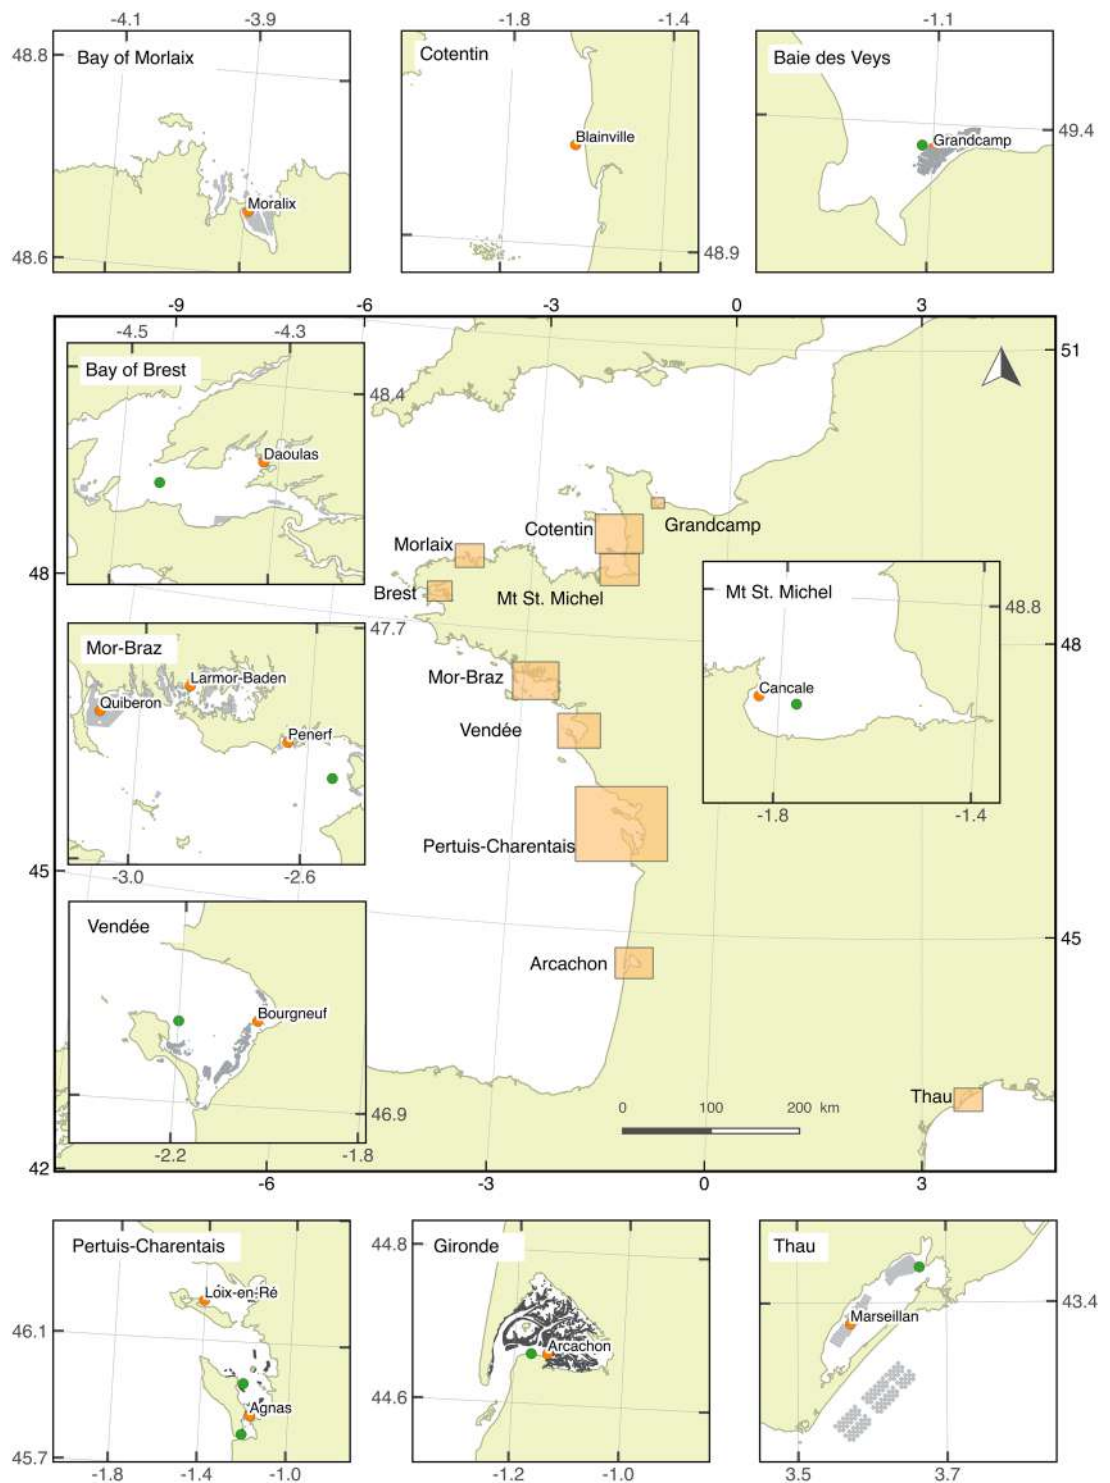 -4.1 -3.9
48.8
Bay of Morlaix
Moralix
48.6
-1.8 -1.4
Cotentin
Blainville
48.9
-1.1
Baie des Veys
49.4
Grandcamp
-9 -6 -3 0 3
-4.5 -4.3
Bay of Brest
48.4
Daoulas
51
Cotentin
Grandcamp
Morlaix
Brest
Mt St. Michel
48
Mt St. Michel
48.8
Cancale
-1.8 -1.4
48
47.7
Mor-Braz
Larmor-Baden
Quiberon
Penerf
-3.0 -2.6
Mor-Braz
Vendée
Pertuis-Charentais
45
45
Vendée
Bourgneuf
46.9
-2.2 -1.8
Arcachon
Thau
0 100 200 km
42
-6 -3 0 3
Pertuis-Charentais
Loix-en-Ré
46.1
Agnas
45.7
-1.8 -1.4 -1.0
44.8
Gironde
Arcachon
44.6
-1.2 -1.0
Thau
43.4
Marseillan
3.5 3.7